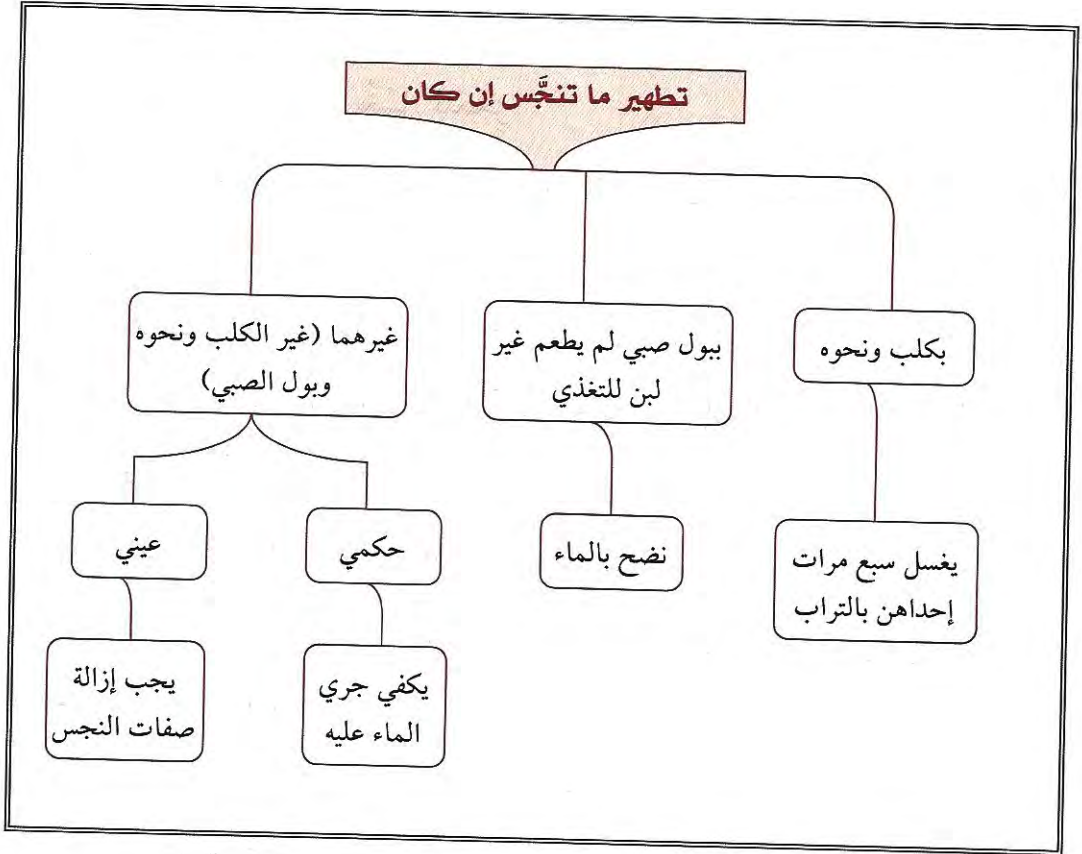 تطهير ما تنجَّس إن كان
بكلب ونحوه
ببول صبي لم يطعم غير
لبن للتغذي
غيرهما (غير الكلب ونحوه
وبول الصبي)
يغسل سبع مرات
إحداهن بالتراب
نضح بالماء
حكمي
عيني
يكفي جري
الماء عليه
يجب إزالة
صفات النجس